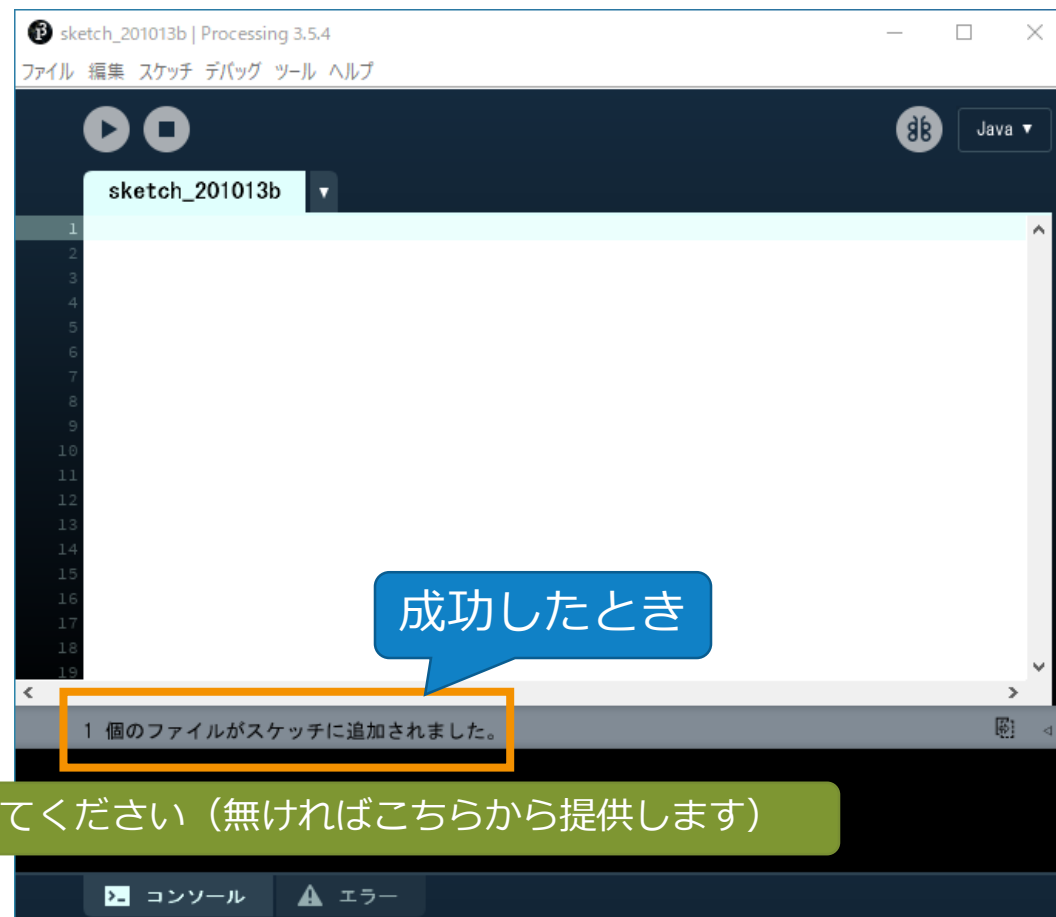 sketch_201013b | Processing 3.5.4
ファイル 編集 スケッチ デバッグ ツール ヘルプ
Java ▼
sketch_201013b ▼
1
2
3
4
5
6
7
8
9
10
11
12
13
14
15
16
17
18
19
成功したとき
1 個のファイルがスケッチに追加されました。
てください（無ければこちらから提供します）
コンソール エラー